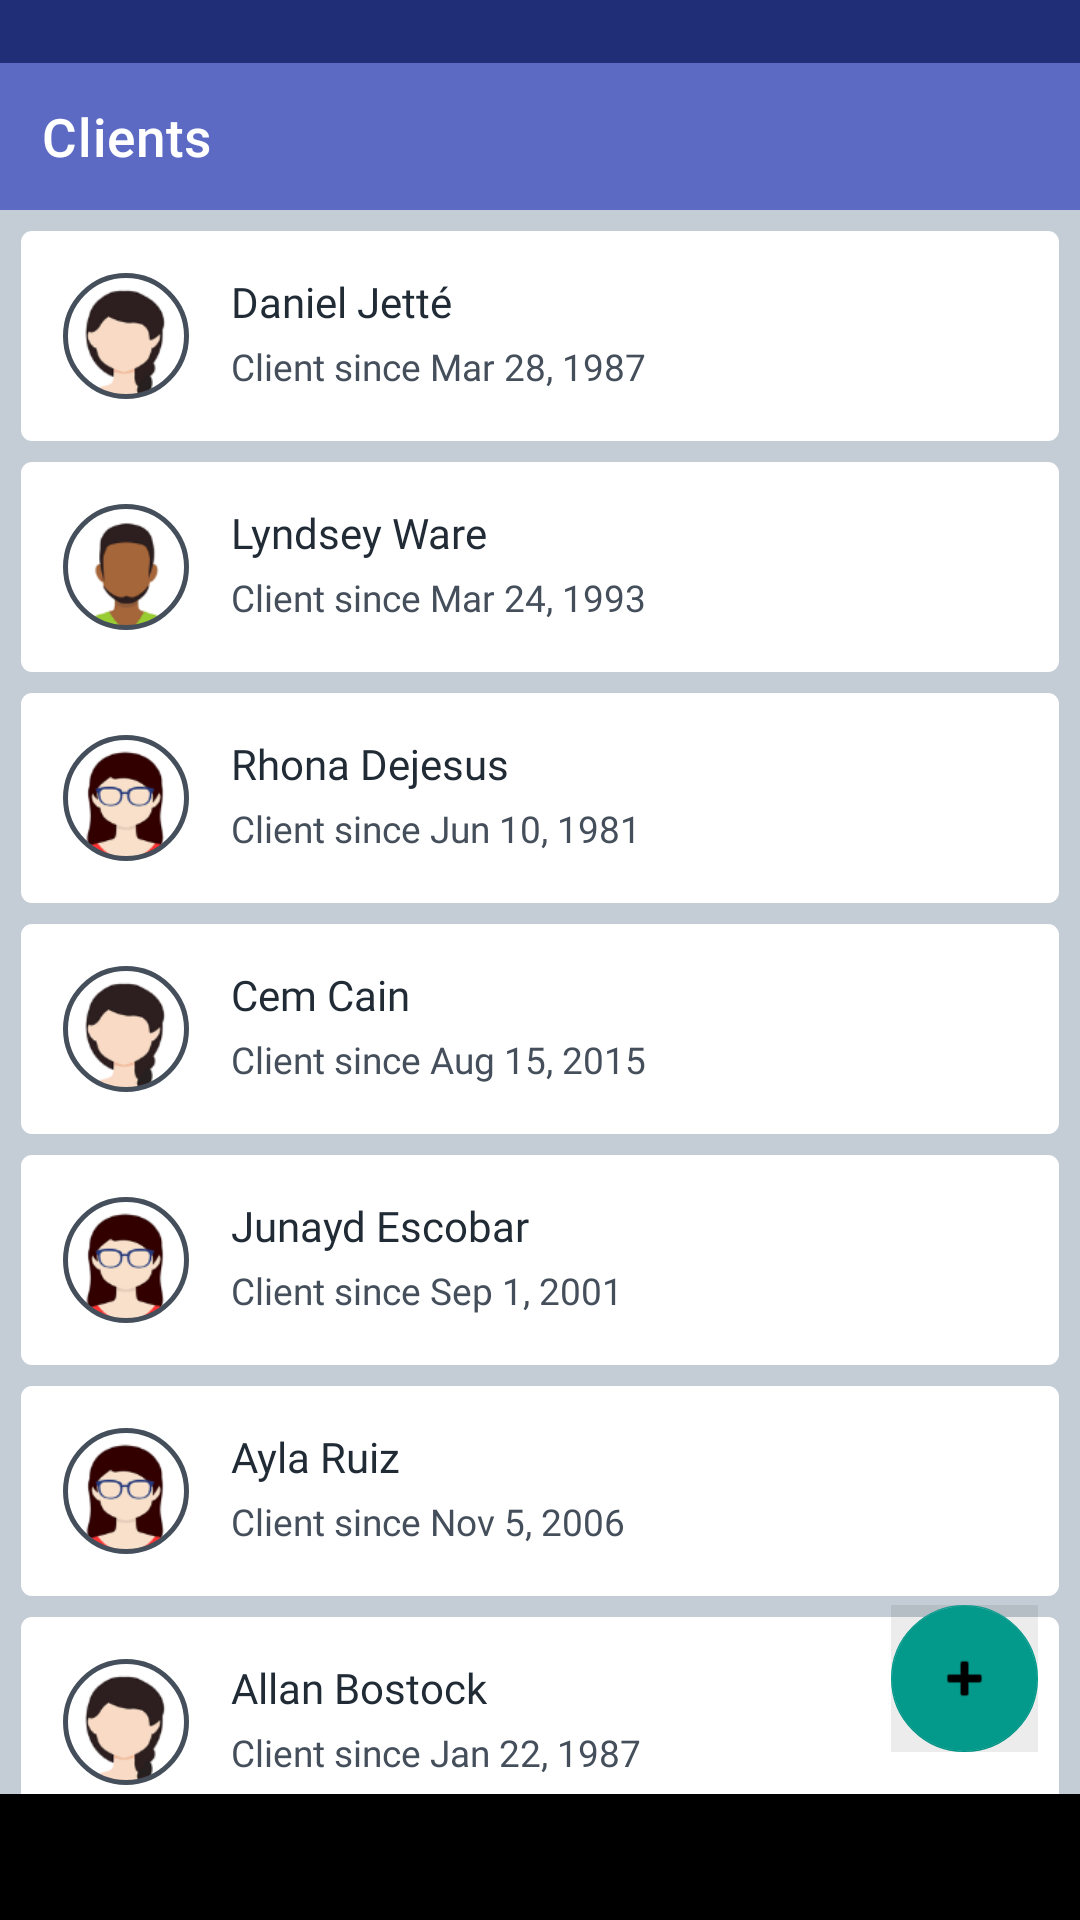 Clients
Daniel Jetté
Client since Mar 28, 1987
Lyndsey Ware
Client since Mar 24, 1993
Rhona Dejesus
Client since Jun 10, 1981
Cem Cain
Client since Aug 15, 2015
Junayd Escobar
Client since Sep 1, 2001
Ayla Ruiz
Client since Nov 5, 2006
Allan Bostock
Client since Jan 22, 1987